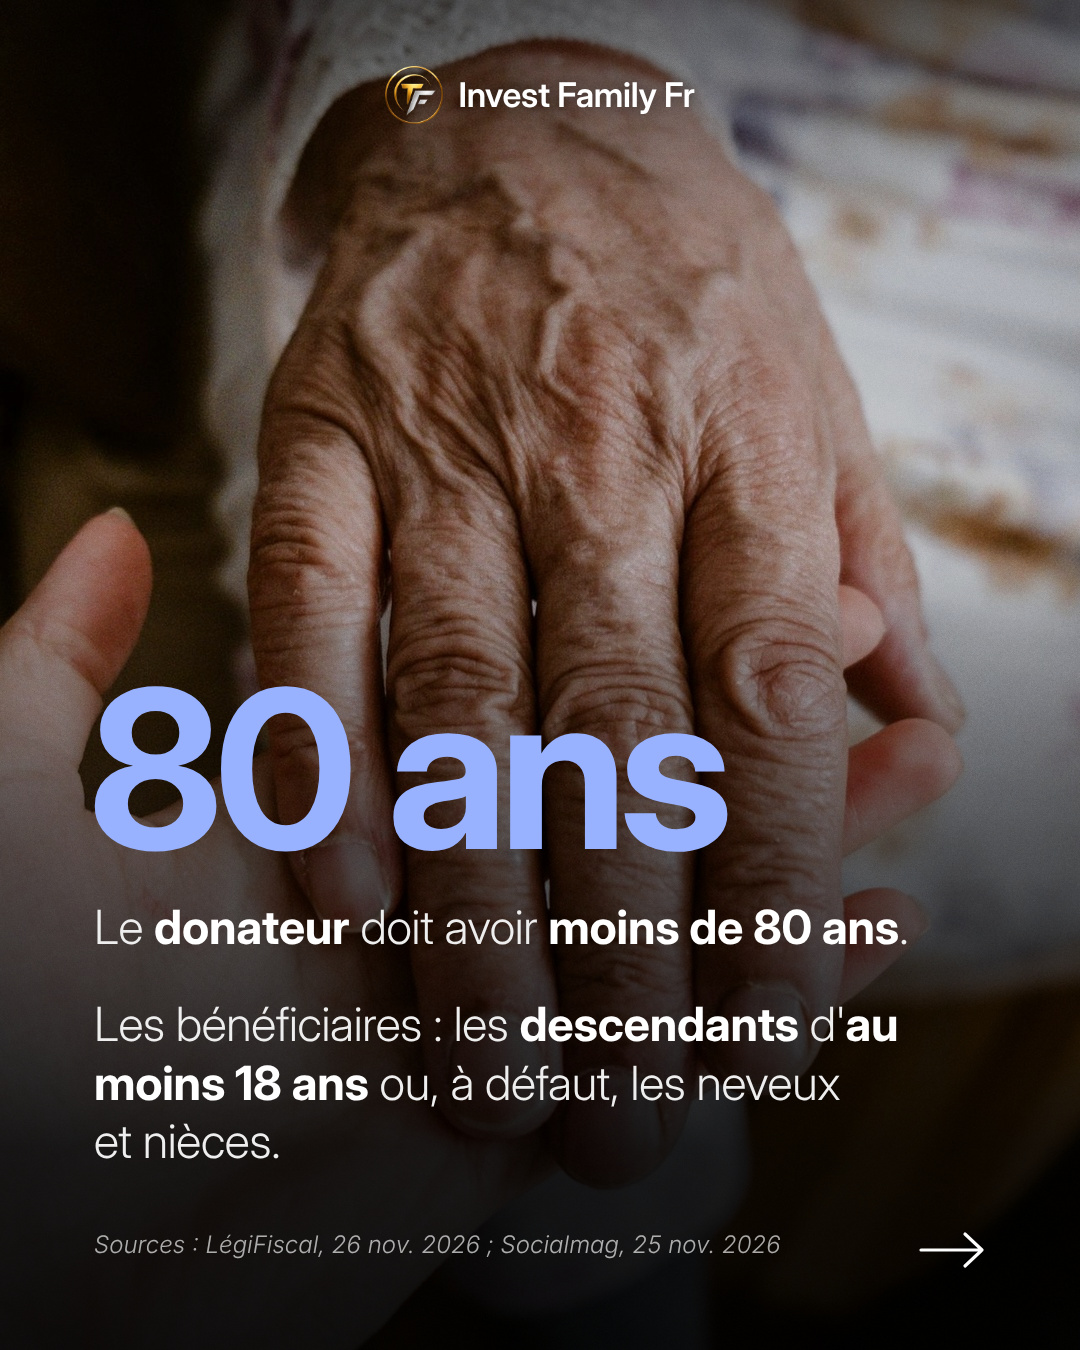 Invest Family Fr
80 ans
Le donateur doit avoir moins de 80 ans.
Les bénéficiaires : les descendants d'au
moins 18 ans ou, à défaut, les neveux
et nièces.
Sources : LégiFiscal, 26 nov. 2026 ; Socialmag, 25 nov. 2026